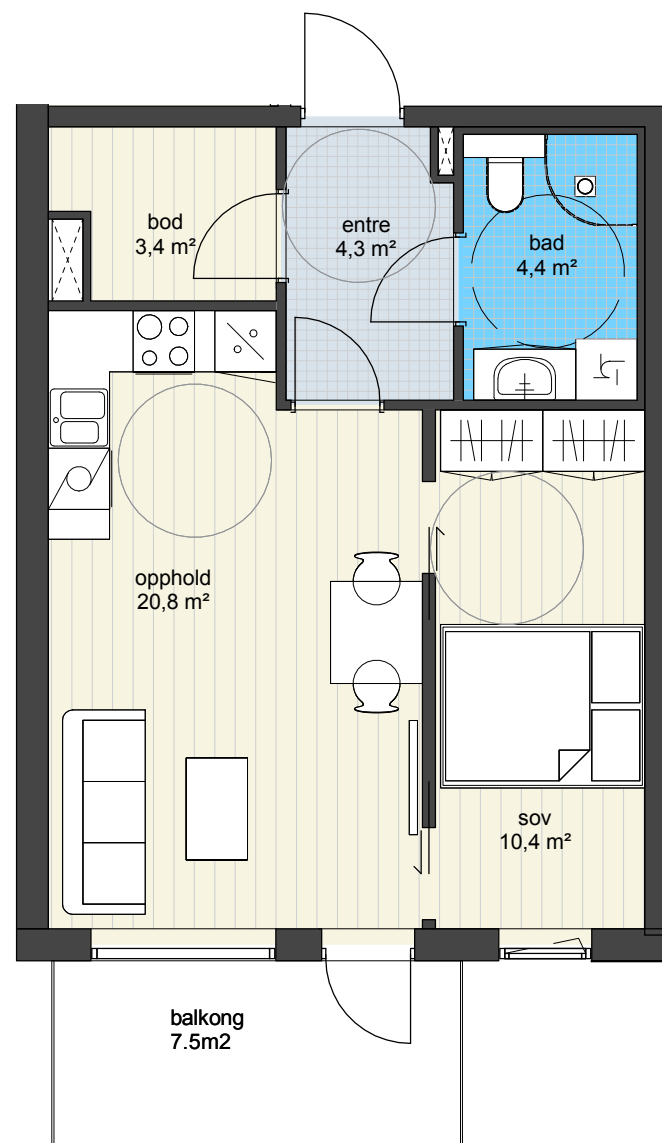 bod
3,4 m²
entre
4,3 m²
bad
4,4 m²
opphold
20,8 m²
sov
10,4 m²
balkong
7.5m2